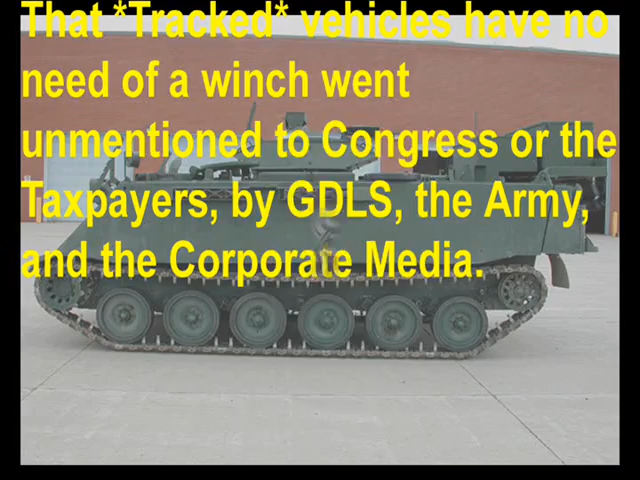 That *Tracked* vehicles have no
need of a winch went
unmentioned to Congress or the
Taxpayers, by GDLS, the Army,
and the Corporate Media.